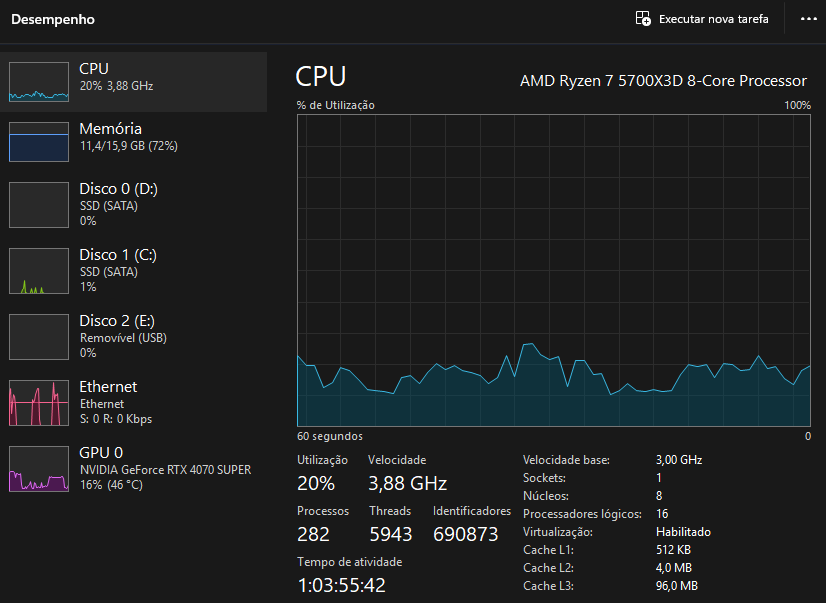 Desempenho
Executar nova tarefa
CPU
20% 3,88 GHz
Memória
11,4/15,9 GB (72%)
Disco 0 (D:)
SSD (SATA)
0%
Disco 1 (C:)
SSD (SATA)
1%
Disco 2 (E:)
Removível (USB)
0%
Ethernet
Ethernet
S: 0 R: 0 Kbps
GPU 0
NVIDIA GeForce RTX 4070 SUPER
16% (46 °C)
CPU
AMD Ryzen 7 5700X3D 8-Core Processor
% de Utilização 100%
60 segundos 0
Utilização Velocidade
20% 3,88 GHz
Processos Threads Identificadores
282 5943 690873
Tempo de atividade
1:03:55:42
Velocidade base: 3,00 GHz
Sockets: 1
Núcleos: 8
Processadores lógicos: 16
Virtualização: Habilitado
Cache L1: 512 KB
Cache L2: 4,0 MB
Cache L3: 96,0 MB